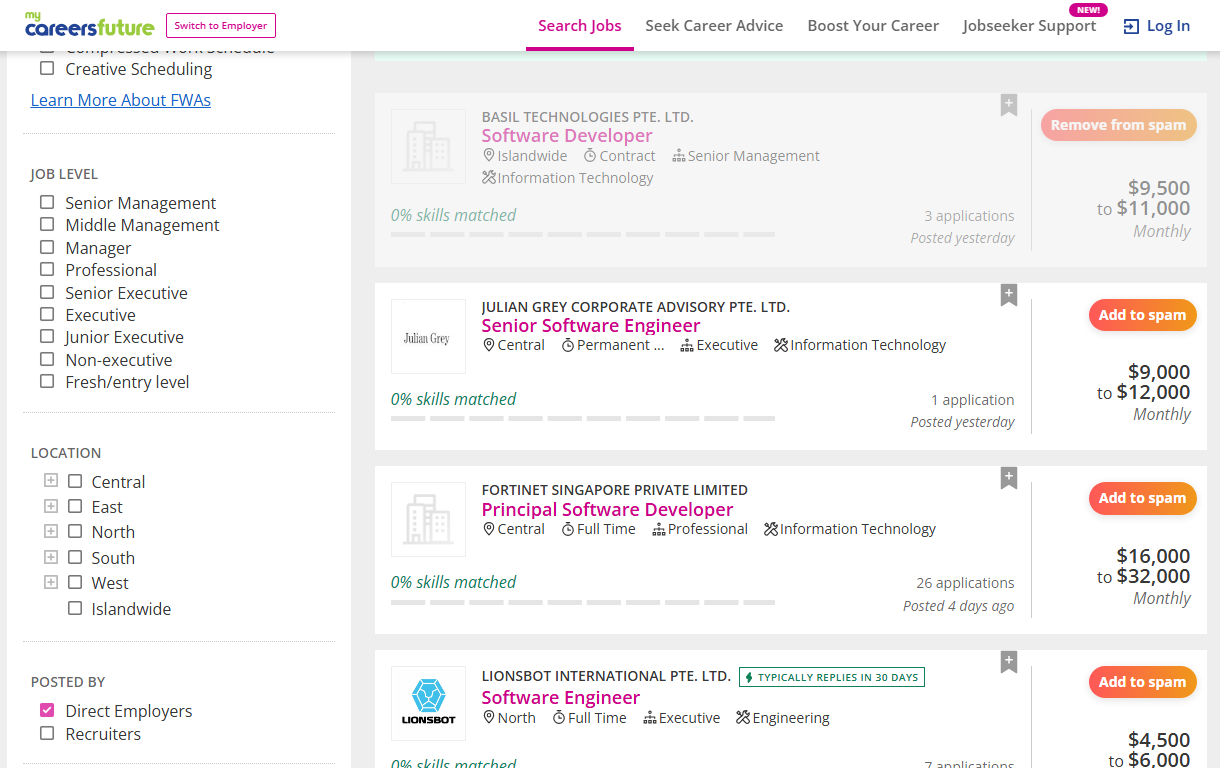 my
careersfuture
Switch to Employer
Search Jobs
Seek Career Advice
Boost Your Career
Jobseeker Support
NEW!
Log In
Compressed Work Schedule
Creative Scheduling
Learn More About FWAs
JOB LEVEL
Senior Management
Middle Management
Manager
Professional
Senior Executive
Executive
Junior Executive
Non-executive
Fresh/entry level
LOCATION
Central
East
North
South
West
Islandwide
POSTED BY
Direct Employers
Recruiters
BASIL TECHNOLOGIES PTE. LTD.
Software Developer
Islandwide Contract Senior Management
Information Technology
0% skills matched
3 applications
Posted yesterday
Remove from spam
$9,500
to $11,000
Monthly
Julian Grey
JULIAN GREY CORPORATE ADVISORY PTE. LTD.
Senior Software Engineer
Central Permanent ... Executive Information Technology
0% skills matched
1 application
Posted yesterday
Add to spam
$9,000
to $12,000
Monthly
FORTINET SINGAPORE PRIVATE LIMITED
Principal Software Developer
Central Full Time Professional Information Technology
0% skills matched
26 applications
Posted 4 days ago
Add to spam
$16,000
to $32,000
Monthly
LIONSBOT
LIONSBOT INTERNATIONAL PTE. LTD. TYPICALLY REPLIES IN 30 DAYS
Software Engineer
North Full Time Executive Engineering
0% skills matched
7 applications
Add to spam
$4,500
to $6,000